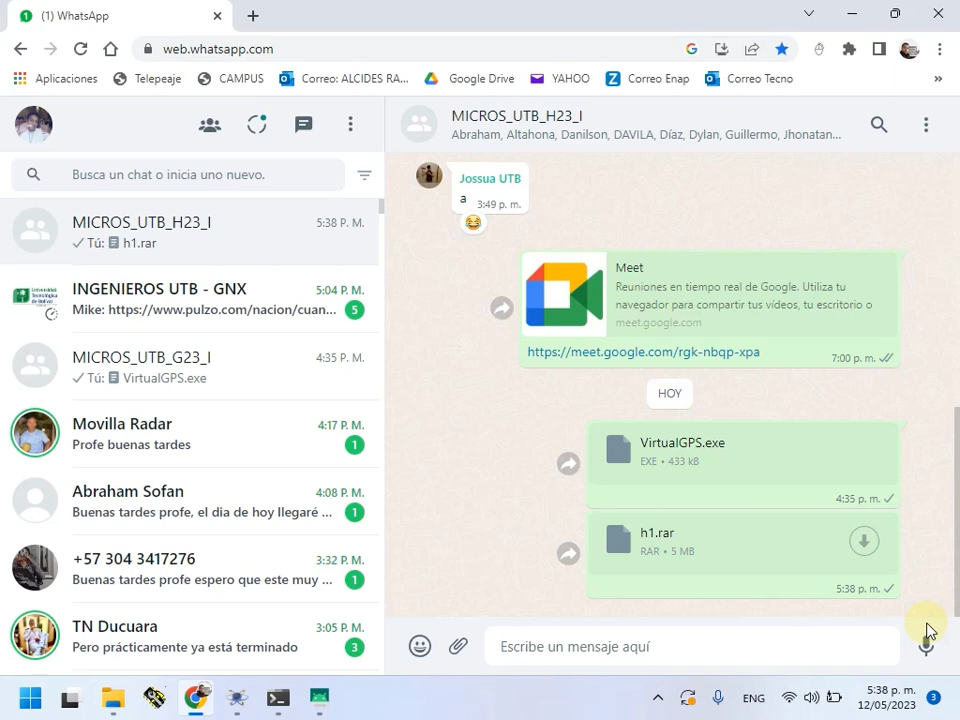 (1) WhatsApp
web.whatsapp.com
Aplicaciones
Telepeaje
CAMPUS
Correo: ALCIDES RA...
Google Drive
YAHOO
Correo Enap
Correo Tecno
»
MICROS_UTB_H23_I
Abraham, Altahona, Danilson, DAVILA, Díaz, Dylan, Guillermo, Jhonatan...
Busca un chat o inicia uno nuevo.
MICROS_UTB_H23_I 5:38 P. M.
Tú: h1.rar
INGENIEROS UTB - GNX 5:04 P. M.
Mike: https://www.pulzo.com/nacion/cuan... 5
MICROS_UTB_G23_I 4:35 P. M.
Tú: VirtualGPS.exe
Movilla Radar 4:17 P. M.
Profe buenas tardes 1
Abraham Sofan 4:08 P. M.
Buenas tardes profe, el dia de hoy llegaré ... 1
+57 304 3417276 3:32 P. M.
Buenas tardes profe espero que este muy ... 1
TN Ducuara 3:05 P. M.
Pero prácticamente ya está terminado 3
Jossua UTB
a 3:49 p. m.
Meet
Reuniones en tiempo real de Google. Utiliza tu
navegador para compartir tus vídeos, tu escritorio o
meet.google.com
https://meet.google.com/rgk-nbqp-xpa 7:00 p. m.
HOY
VirtualGPS.exe
EXE • 433 kB
4:35 p. m.
h1.rar
RAR • 5 MB
5:38 p. m.
Escribe un mensaje aquí
ENG
5:38 p. m.
12/05/2023
3